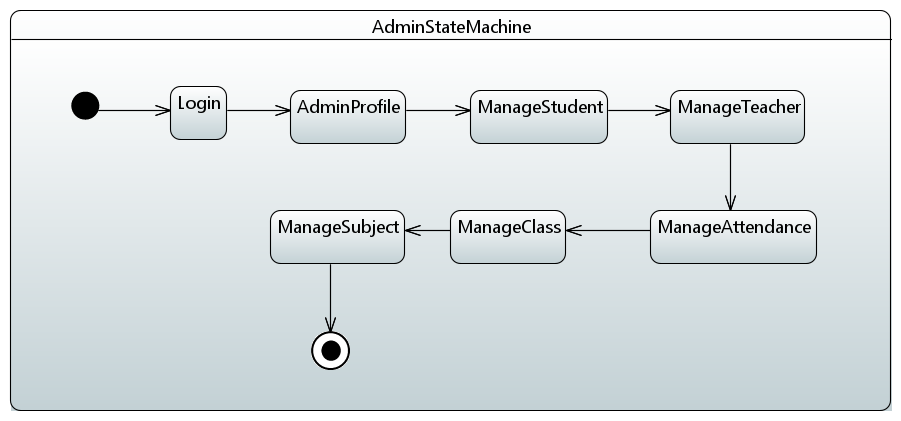 AdminStateMachine
Login
AdminProfile
ManageStudent
ManageTeacher
ManageSubject
ManageClass
ManageAttendance